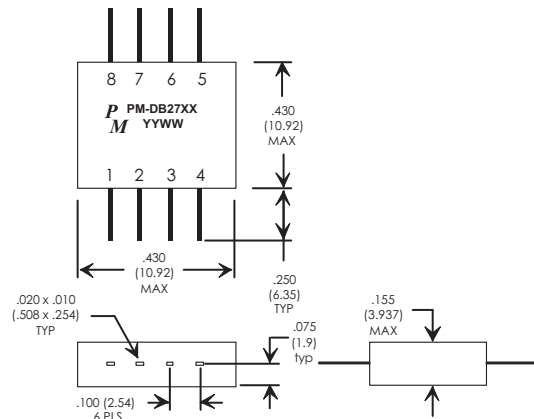 8 7 6 5
P M PM-DB27XX
YYWW
1 2 3 4
.430
(10.92)
MAX
.430
(10.92)
MAX
.250
(6.35)
TYP
.020 x .010
(.508 x .254)
TYP
.075
(1.9)
typ
.155
(3.937)
MAX
.100 (2.54)
6 PLS